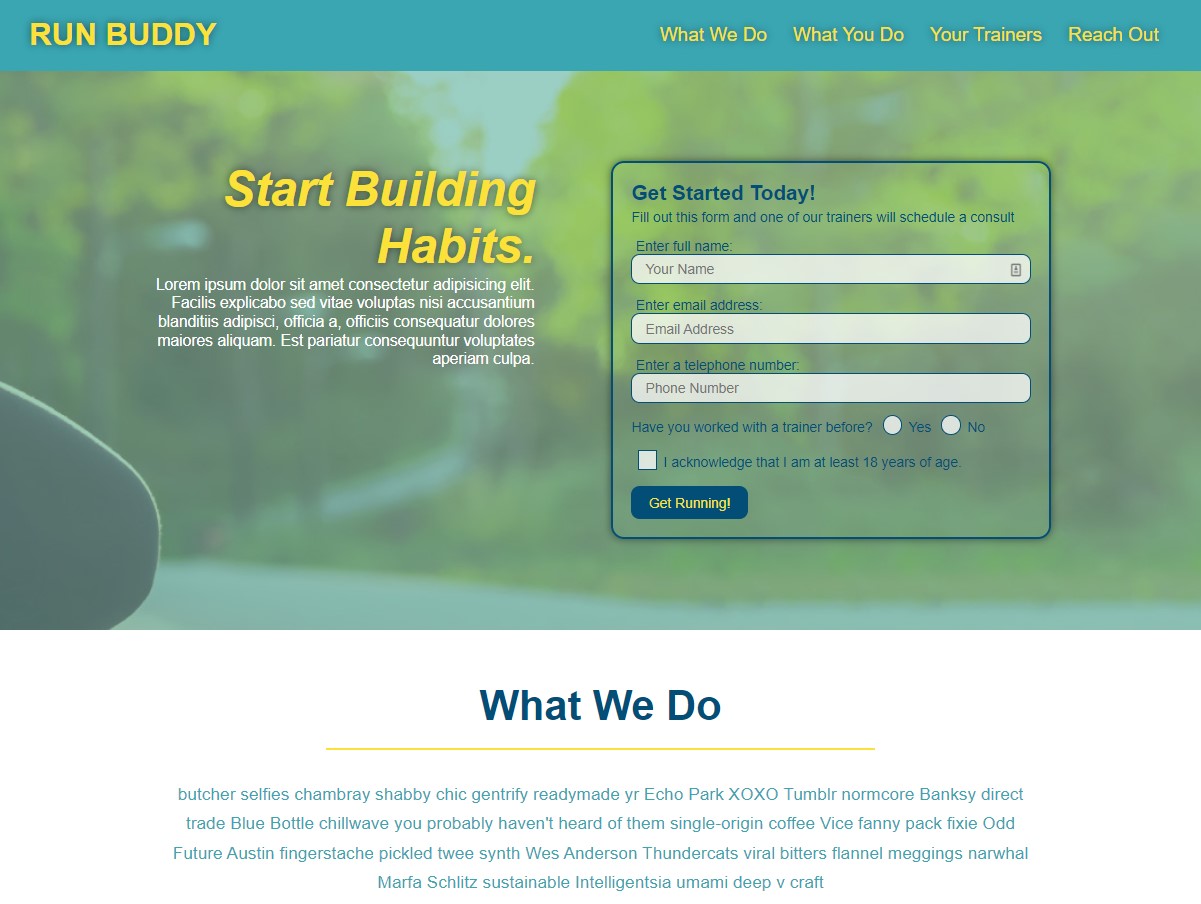 RUN BUDDY
What We Do
What You Do
Your Trainers
Reach Out
Start Building
Habits.
Lorem ipsum dolor sit amet consectetur adipisicing elit.
Facilis explicabo sed vitae voluptas nisi accusantium
blanditiis adipisci, officia a, officiis consequatur dolores
maiores aliquam. Est pariatur consequuntur voluptates
aperiam culpa.
Get Started Today!
Fill out this form and one of our trainers will schedule a consult
Enter full name:
Your Name
Enter email address:
Email Address
Enter a telephone number:
Phone Number
Have you worked with a trainer before? Yes No
I acknowledge that I am at least 18 years of age.
Get Running!
What We Do
butcher selfies chambray shabby chic gentrify readymade yr Echo Park XOXO Tumblr normcore Banksy direct
trade Blue Bottle chillwave you probably haven't heard of them single-origin coffee Vice fanny pack fixie Odd
Future Austin fingerstache pickled twee synth Wes Anderson Thundercats viral bitters flannel meggings narwhal
Marfa Schlitz sustainable Intelligentsia umami deep v craft